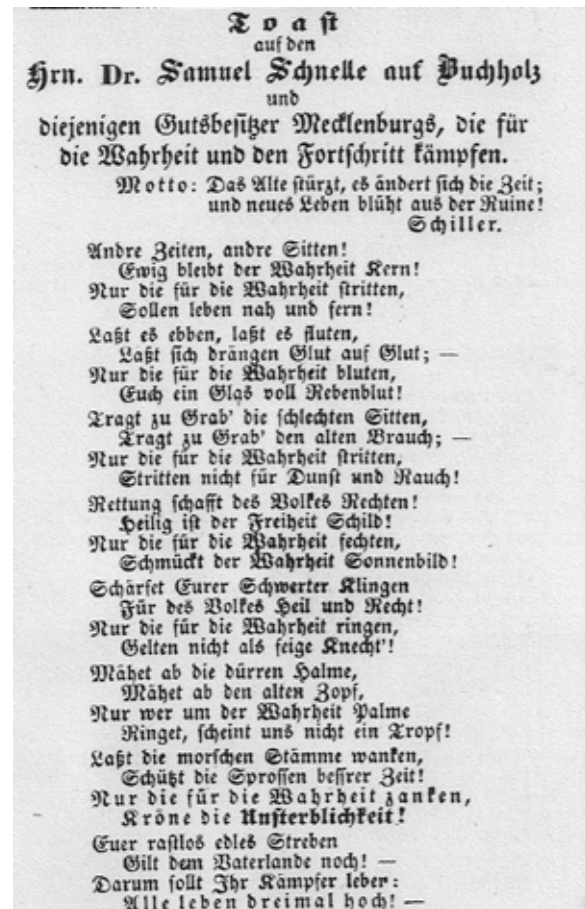 Toast
auf den
Hrn. Dr. Samuel Schnelle auf Buchholz
und
diejenigen Gutsbesitzer Mecklenburgs, die für
die Wahrheit und den Fortschritt kämpfen.
Motto: Das Alte stürzt, es ändert sich die Zeit;
und neues Leben blüht aus der Ruine!
Schiller.
Andre Zeiten, andre Sitten!
Ewig bleibt der Wahrheit Kern!
Nur die für die Wahrheit stritten,
Sollen leben nah und fern!
Laßt es ebben, laßt es fluten,
Laßt sich drängen Glut auf Glut; —
Nur die für die Wahrheit bluten,
Euch ein Glas voll Rebenblut!
Tragt zu Grab' die schlechten Sitten,
Tragt zu Grab' den alten Brauch; —
Nur die für die Wahrheit stritten,
Stritten nicht für Dunst und Rauch!
Rettung schafft des Volkes Rechten!
Heilig ist der Freiheit Schild!
Nur die für die Wahrheit fechten,
Schmückt der Wahrheit Sonnenbild!
Schärfet Eurer Schwerter Klingen
Für des Volkes Heil und Recht!
Nur die für die Wahrheit ringen,
Gelten nicht als feige Knecht'!
Mähet ab die dürren Halme,
Mähet ab den alten Zopf,
Nur wer um der Wahrheit Palme
Ringet, scheint uns nicht ein Tropf!
Laßt die morschen Stämme wanken,
Schützt die Sprossen bessrer Zeit!
Nur die für die Wahrheit zanken,
Kröne die Unsterblichkeit!
Euer rastlos edles Streben
Gilt dem Vaterlande noch! —
Darum sollt Ihr Kämpfer leben:
Alle leben dreimal hoch! —